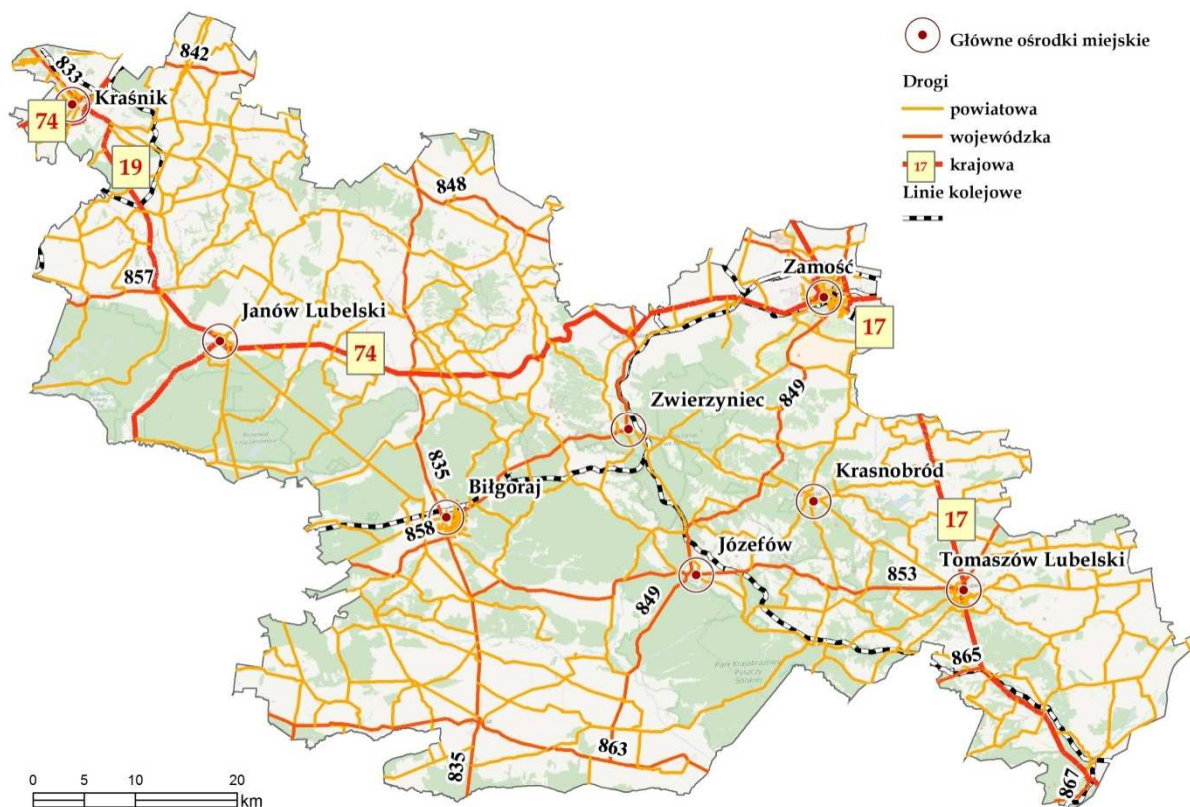 Główne ośrodki miejskie
Drogi
powiatowa
wojewódzka
17 krajowa
Linie kolejowe
842
833
Kraśnik
74
19
848
857
Zamość
Janów Lubelski
17
74
849
Zwierzyniec
835
Krasnobród
Biłgoraj
858
17
Józefów
Tomaszów Lubelski
853
849
865
863
835
867
0 5 10 20
km